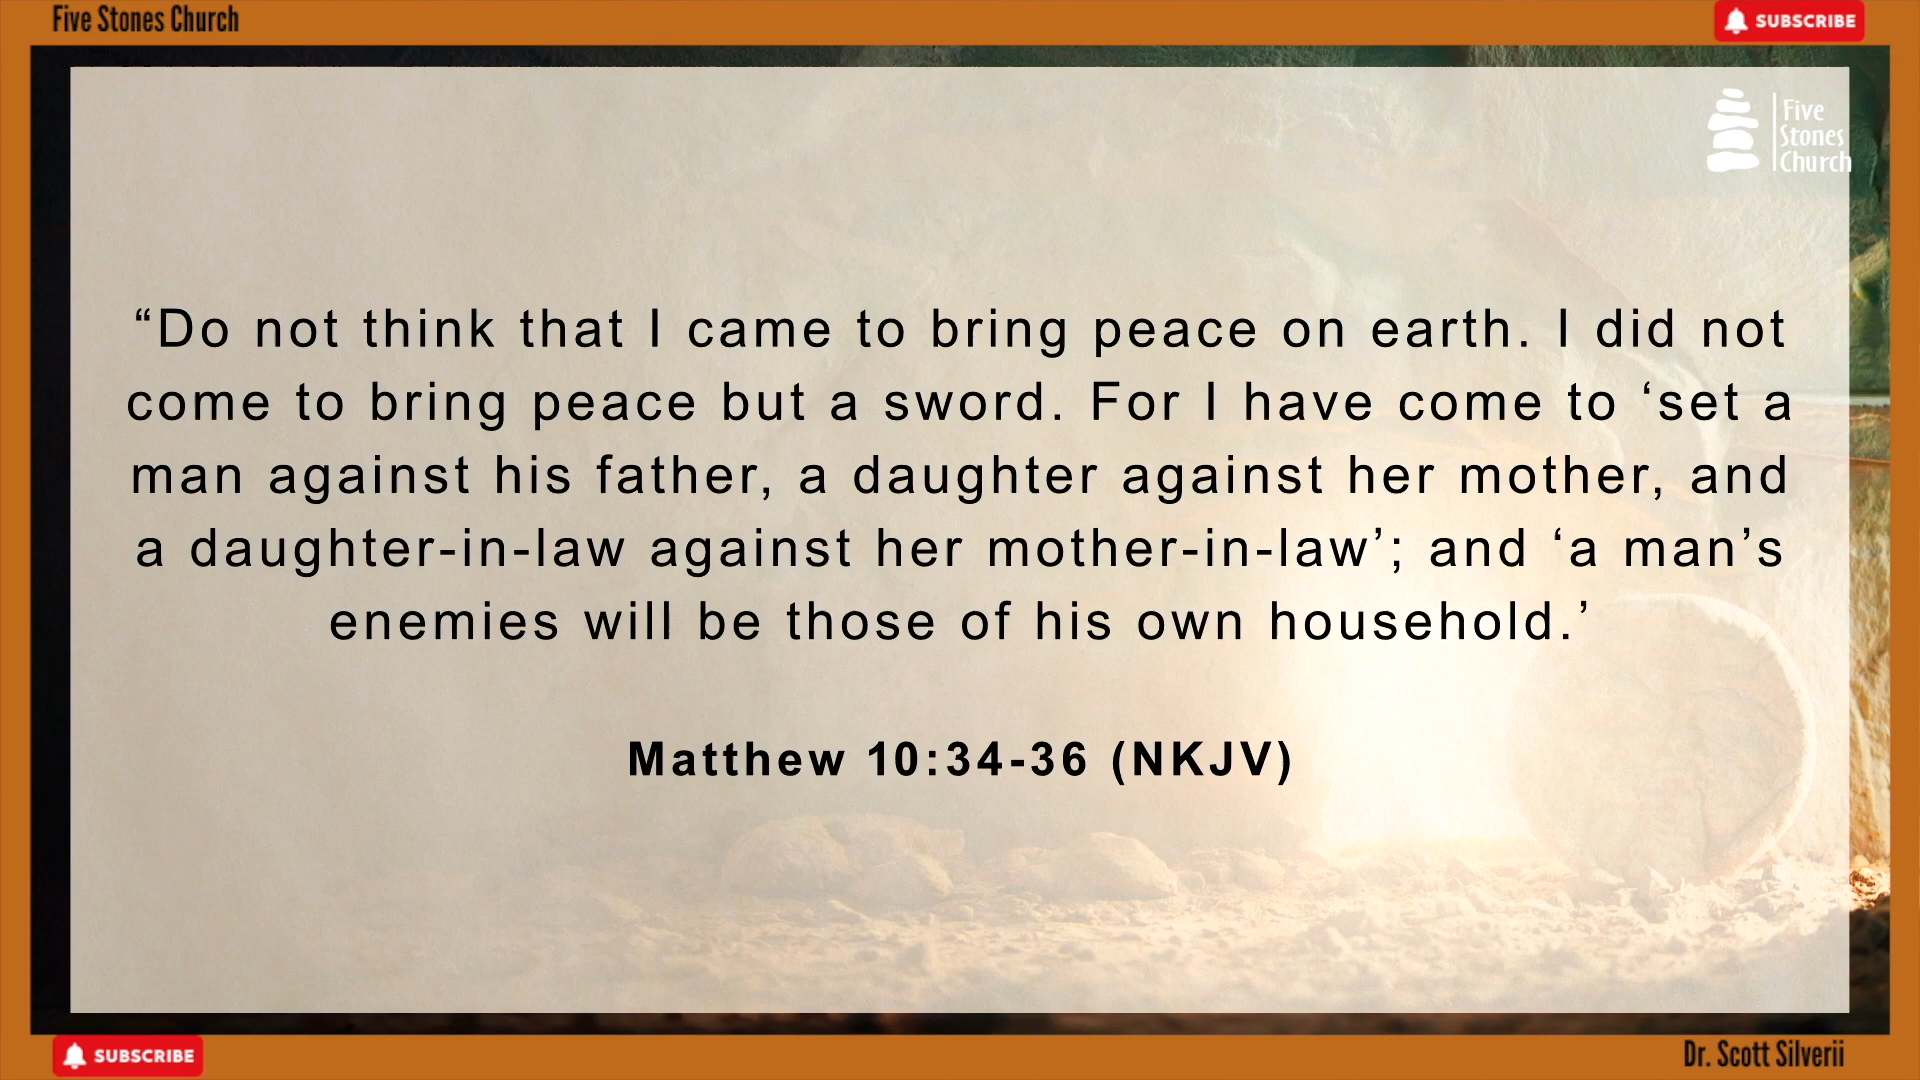 Five Stones Church
SUBSCRIBE
Five
Stones
Church
“Do not think that I came to bring peace on earth. I did not
come to bring peace but a sword. For I have come to ‘set a
man against his father, a daughter against her mother, and
a daughter-in-law against her mother-in-law’; and ‘a man’s
enemies will be those of his own household.’
Matthew 10:34-36 (NKJV)
SUBSCRIBE
Dr. Scott Silverii